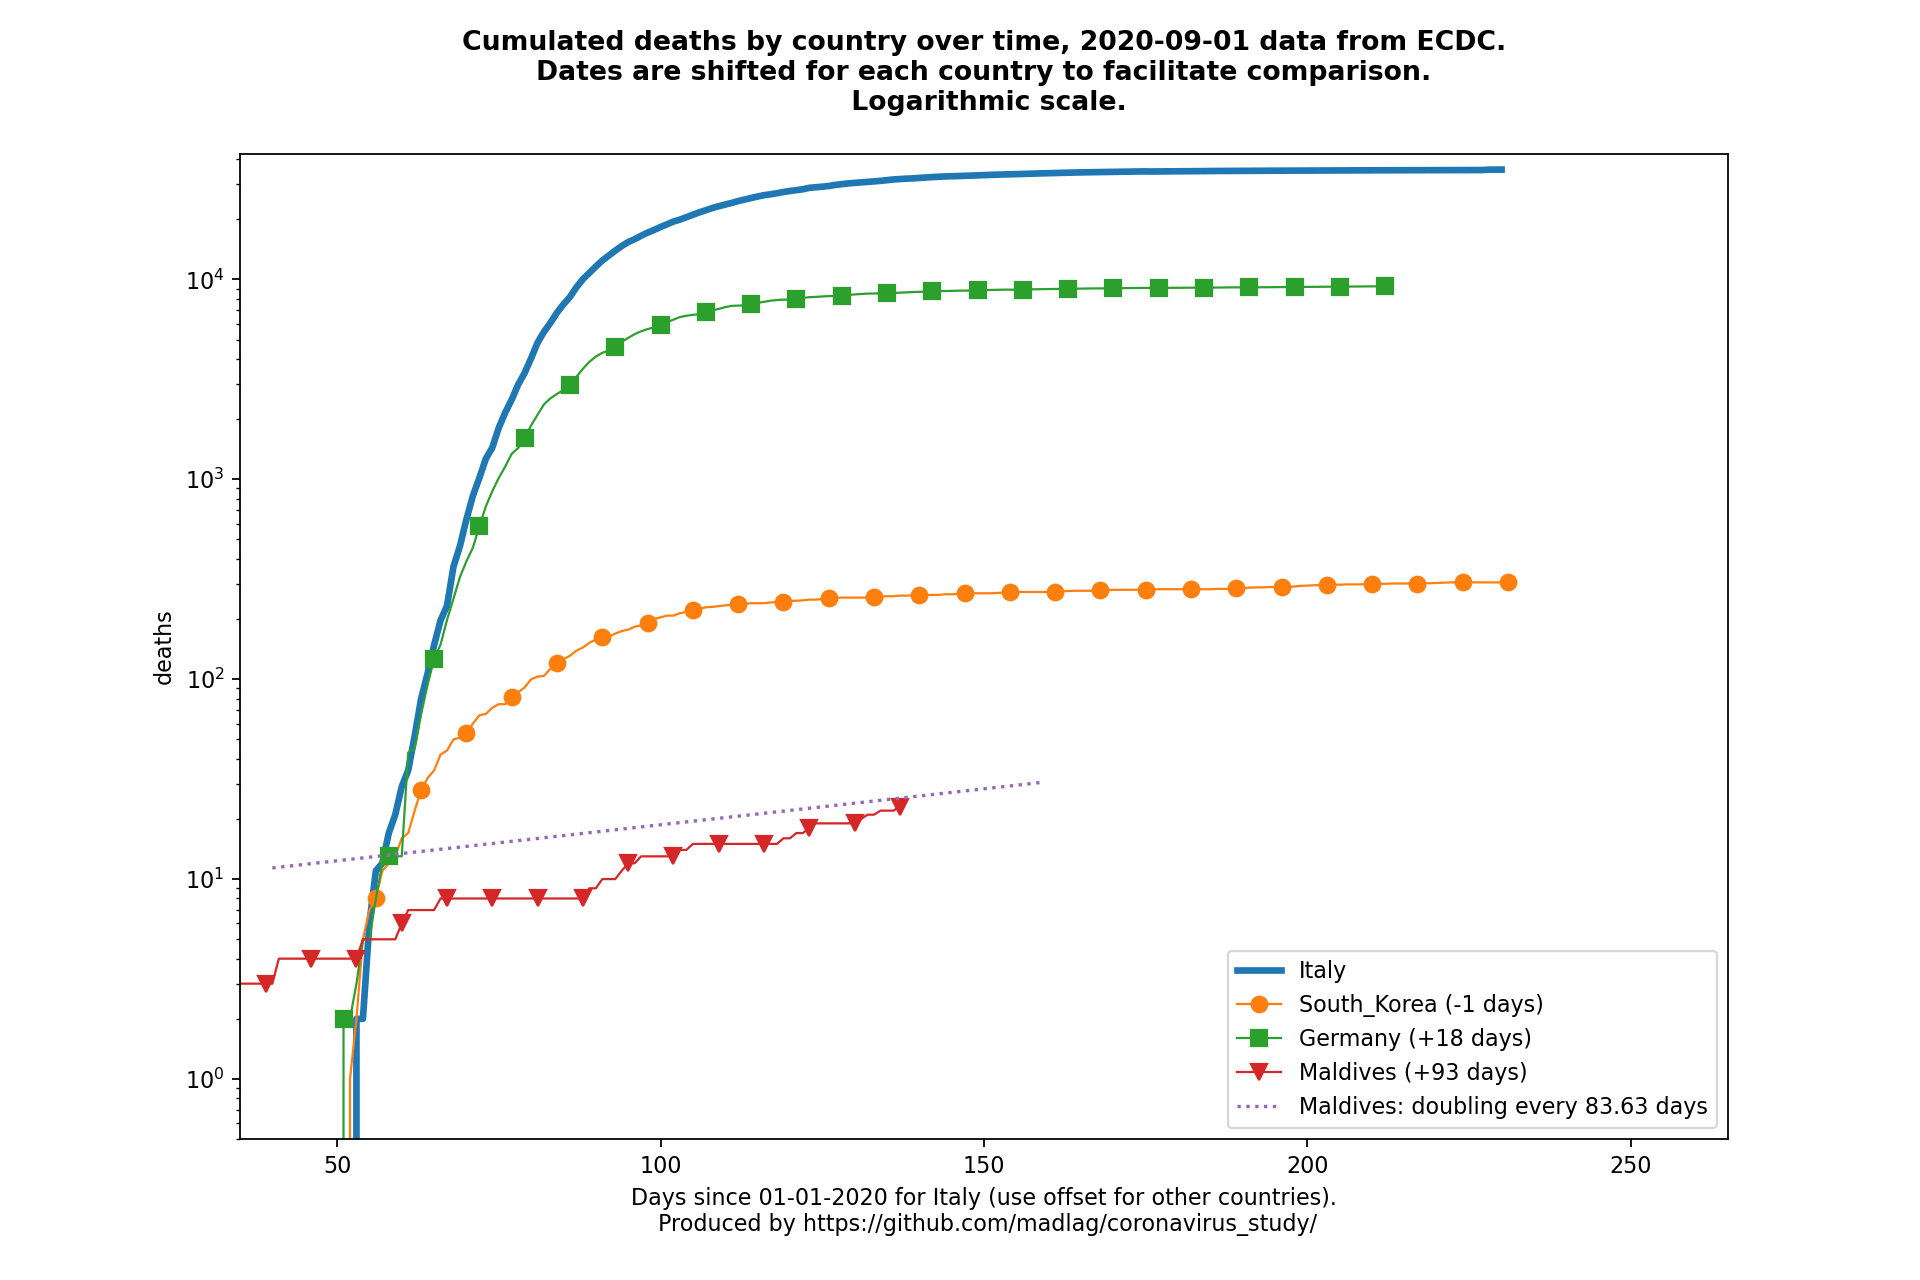 Cumulated deaths by country over time, 2020-09-01 data from ECDC.
Dates are shifted for each country to facilitate comparison.
Logarithmic scale.
deaths
10^4
10^3
10^2
10^1
10^0
50 100 150 200 250
Italy
South_Korea (-1 days)
Germany (+18 days)
Maldives (+93 days)
Maldives: doubling every 83.63 days
Days since 01-01-2020 for Italy (use offset for other countries).
Produced by https://github.com/madlag/coronavirus_study/